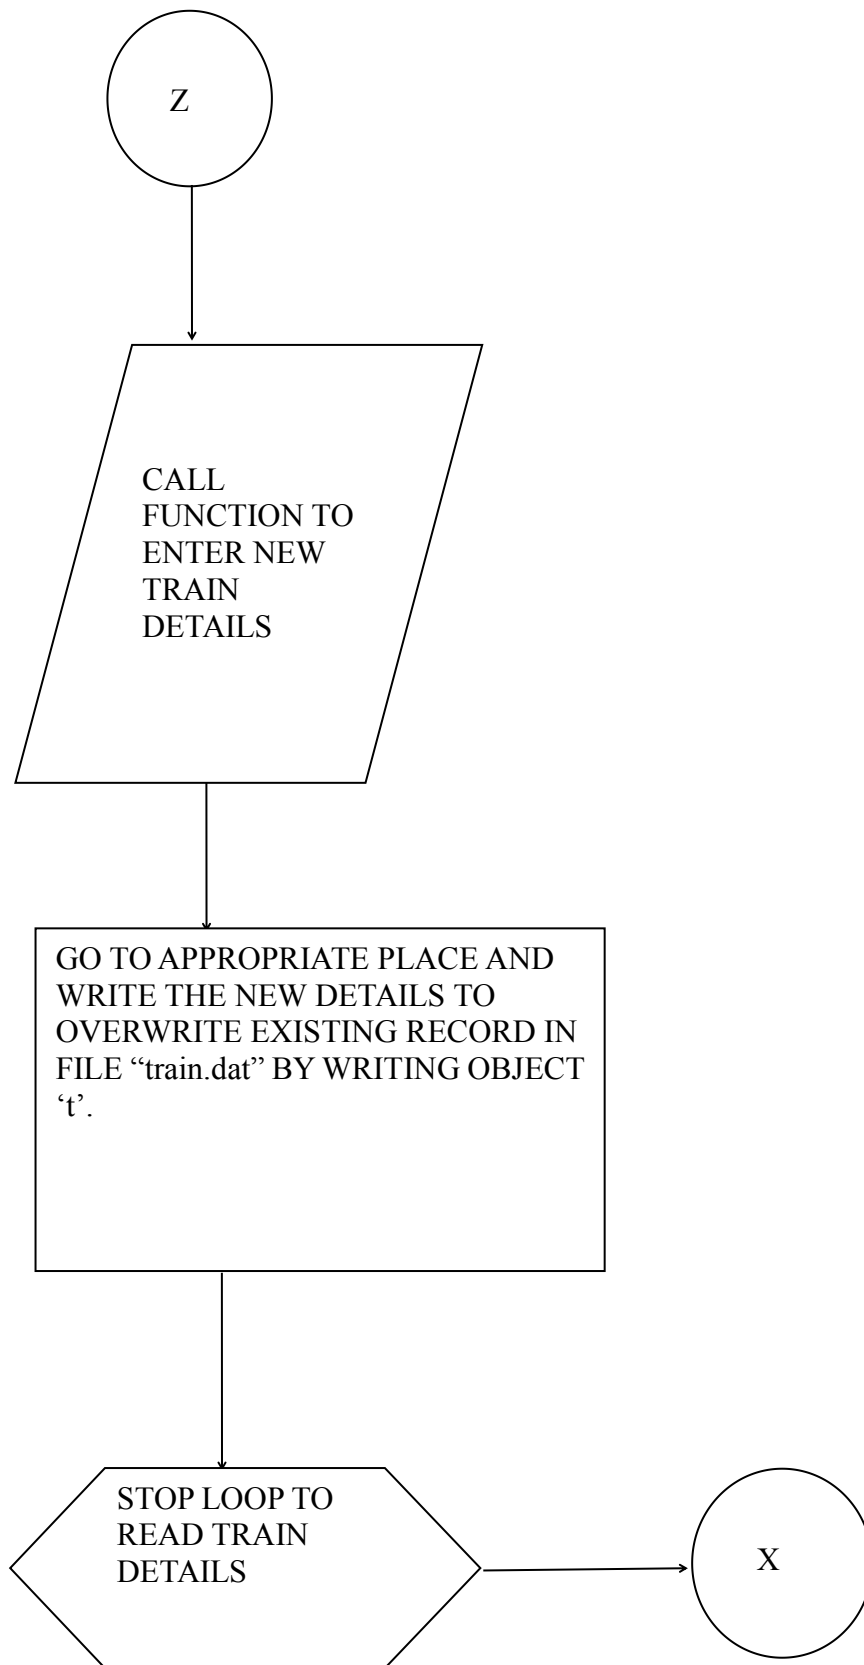 Z
CALL
FUNCTION TO
ENTER NEW
TRAIN
DETAILS
GO TO APPROPRIATE PLACE AND
WRITE THE NEW DETAILS TO
OVERWRITE EXISTING RECORD IN
FILE “train.dat” BY WRITING OBJECT
‘t’.
STOP LOOP TO
READ TRAIN
DETAILS
X